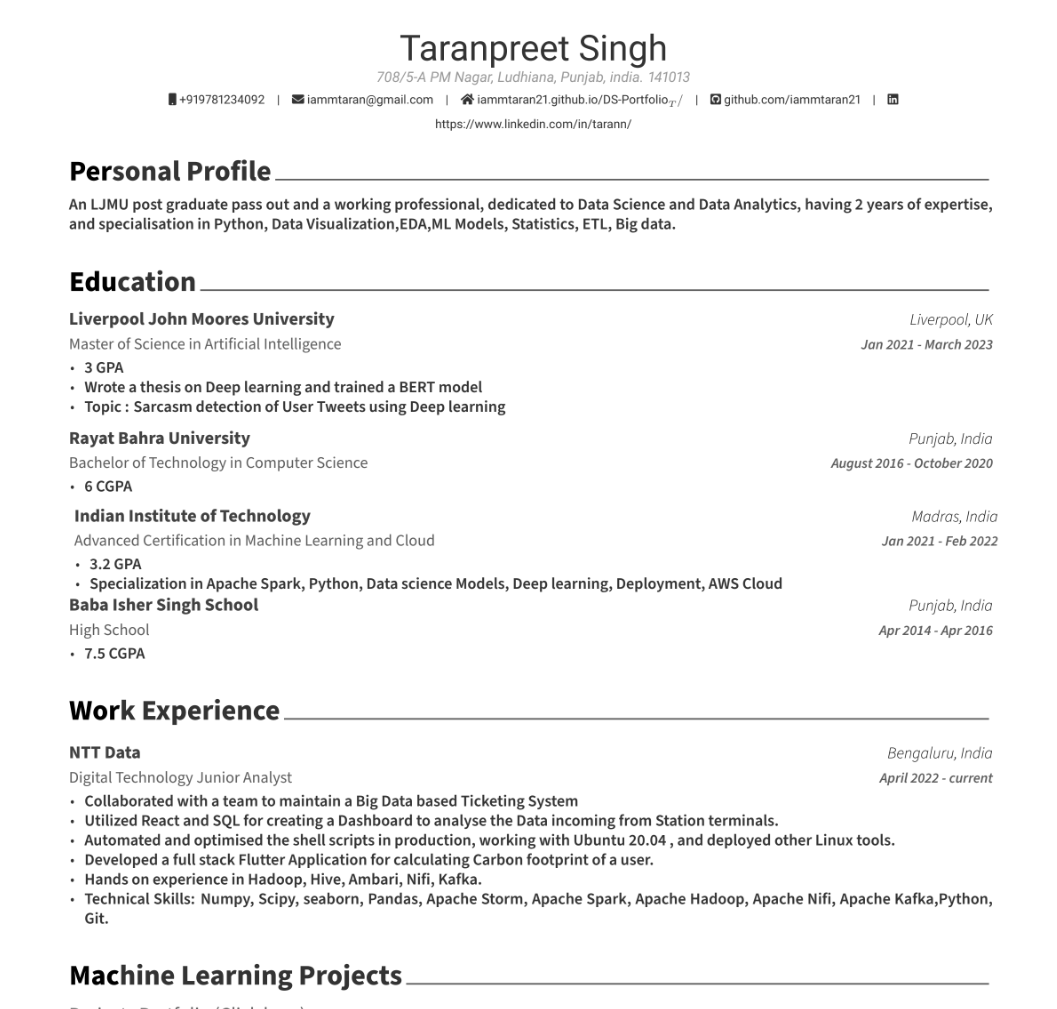 Taranpreet Singh
708/5-A PM Nagar, Ludhiana, Punjab, india. 141013
+919781234092 | iammtaran@gmail.com | iammtaran21.github.io/DS-Portfolio_T/ | github.com/iammtaran21 |
https://www.linkedin.com/in/tarann/
Personal Profile
An LJMU post graduate pass out and a working professional, dedicated to Data Science and Data Analytics, having 2 years of expertise,
and specialisation in Python, Data Visualization,EDA,ML Models, Statistics, ETL, Big data.
Education
Liverpool John Moores University Liverpool, UK
Master of Science in Artificial Intelligence Jan 2021 - March 2023
• 3 GPA
• Wrote a thesis on Deep learning and trained a BERT model
• Topic : Sarcasm detection of User Tweets using Deep learning
Rayat Bahra University Punjab, India
Bachelor of Technology in Computer Science August 2016 - October 2020
• 6 CGPA
Indian Institute of Technology Madras, India
Advanced Certification in Machine Learning and Cloud Jan 2021 - Feb 2022
• 3.2 GPA
• Specialization in Apache Spark, Python, Data science Models, Deep learning, Deployment, AWS Cloud
Baba Isher Singh School Punjab, India
High School Apr 2014 - Apr 2016
• 7.5 CGPA
Work Experience
NTT Data Bengaluru, India
Digital Technology Junior Analyst April 2022 - current
• Collaborated with a team to maintain a Big Data based Ticketing System
• Utilized React and SQL for creating a Dashboard to analyse the Data incoming from Station terminals.
• Automated and optimised the shell scripts in production, working with Ubuntu 20.04 , and deployed other Linux tools.
• Developed a full stack Flutter Application for calculating Carbon footprint of a user.
• Hands on experience in Hadoop, Hive, Ambari, Nifi, Kafka.
• Technical Skills: Numpy, Scipy, seaborn, Pandas, Apache Storm, Apache Spark, Apache Hadoop, Apache Nifi, Apache Kafka,Python,
Git.
Machine Learning Projects